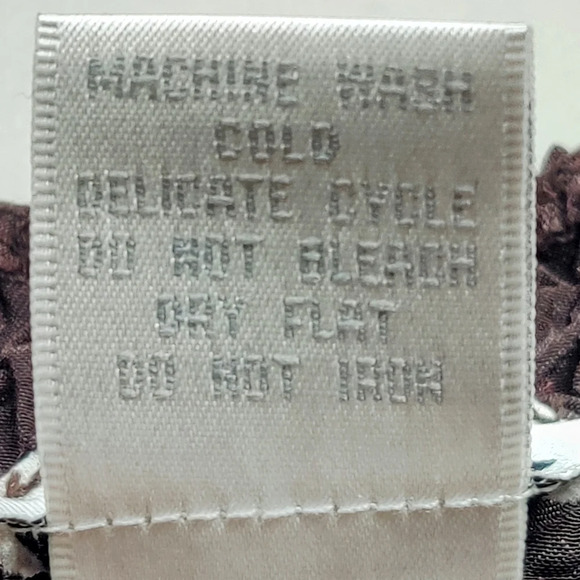 MACHINE WASH
COLD
DELICATE CYCLE
DO NOT BLEACH
DRY FLAT
DO NOT IRON